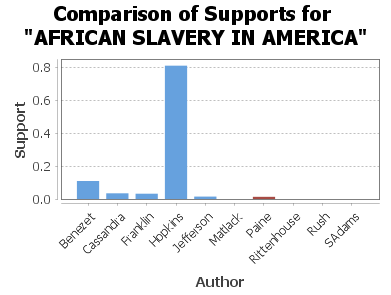 Comparison of Supports for
"AFRICAN SLAVERY IN AMERICA"
0.8
0.6
0.4
0.2
0.0
Support
Benezet
Cassandra
Franklin
Hopkins
Jefferson
Matlack
Paine
Rittenhouse
Rush
SAdams
Author